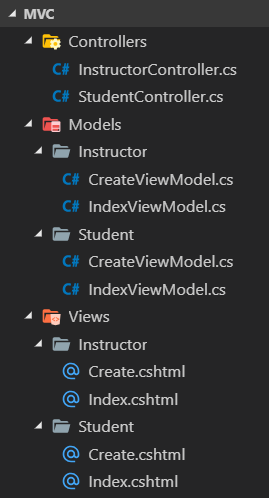 MVC
Controllers
C# InstructorController.cs
C# StudentController.cs
Models
Instructor
C# CreateViewModel.cs
C# IndexViewModel.cs
Student
C# CreateViewModel.cs
C# IndexViewModel.cs
Views
Instructor
@ Create.cshtml
@ Index.cshtml
Student
@ Create.cshtml
@ Index.cshtml